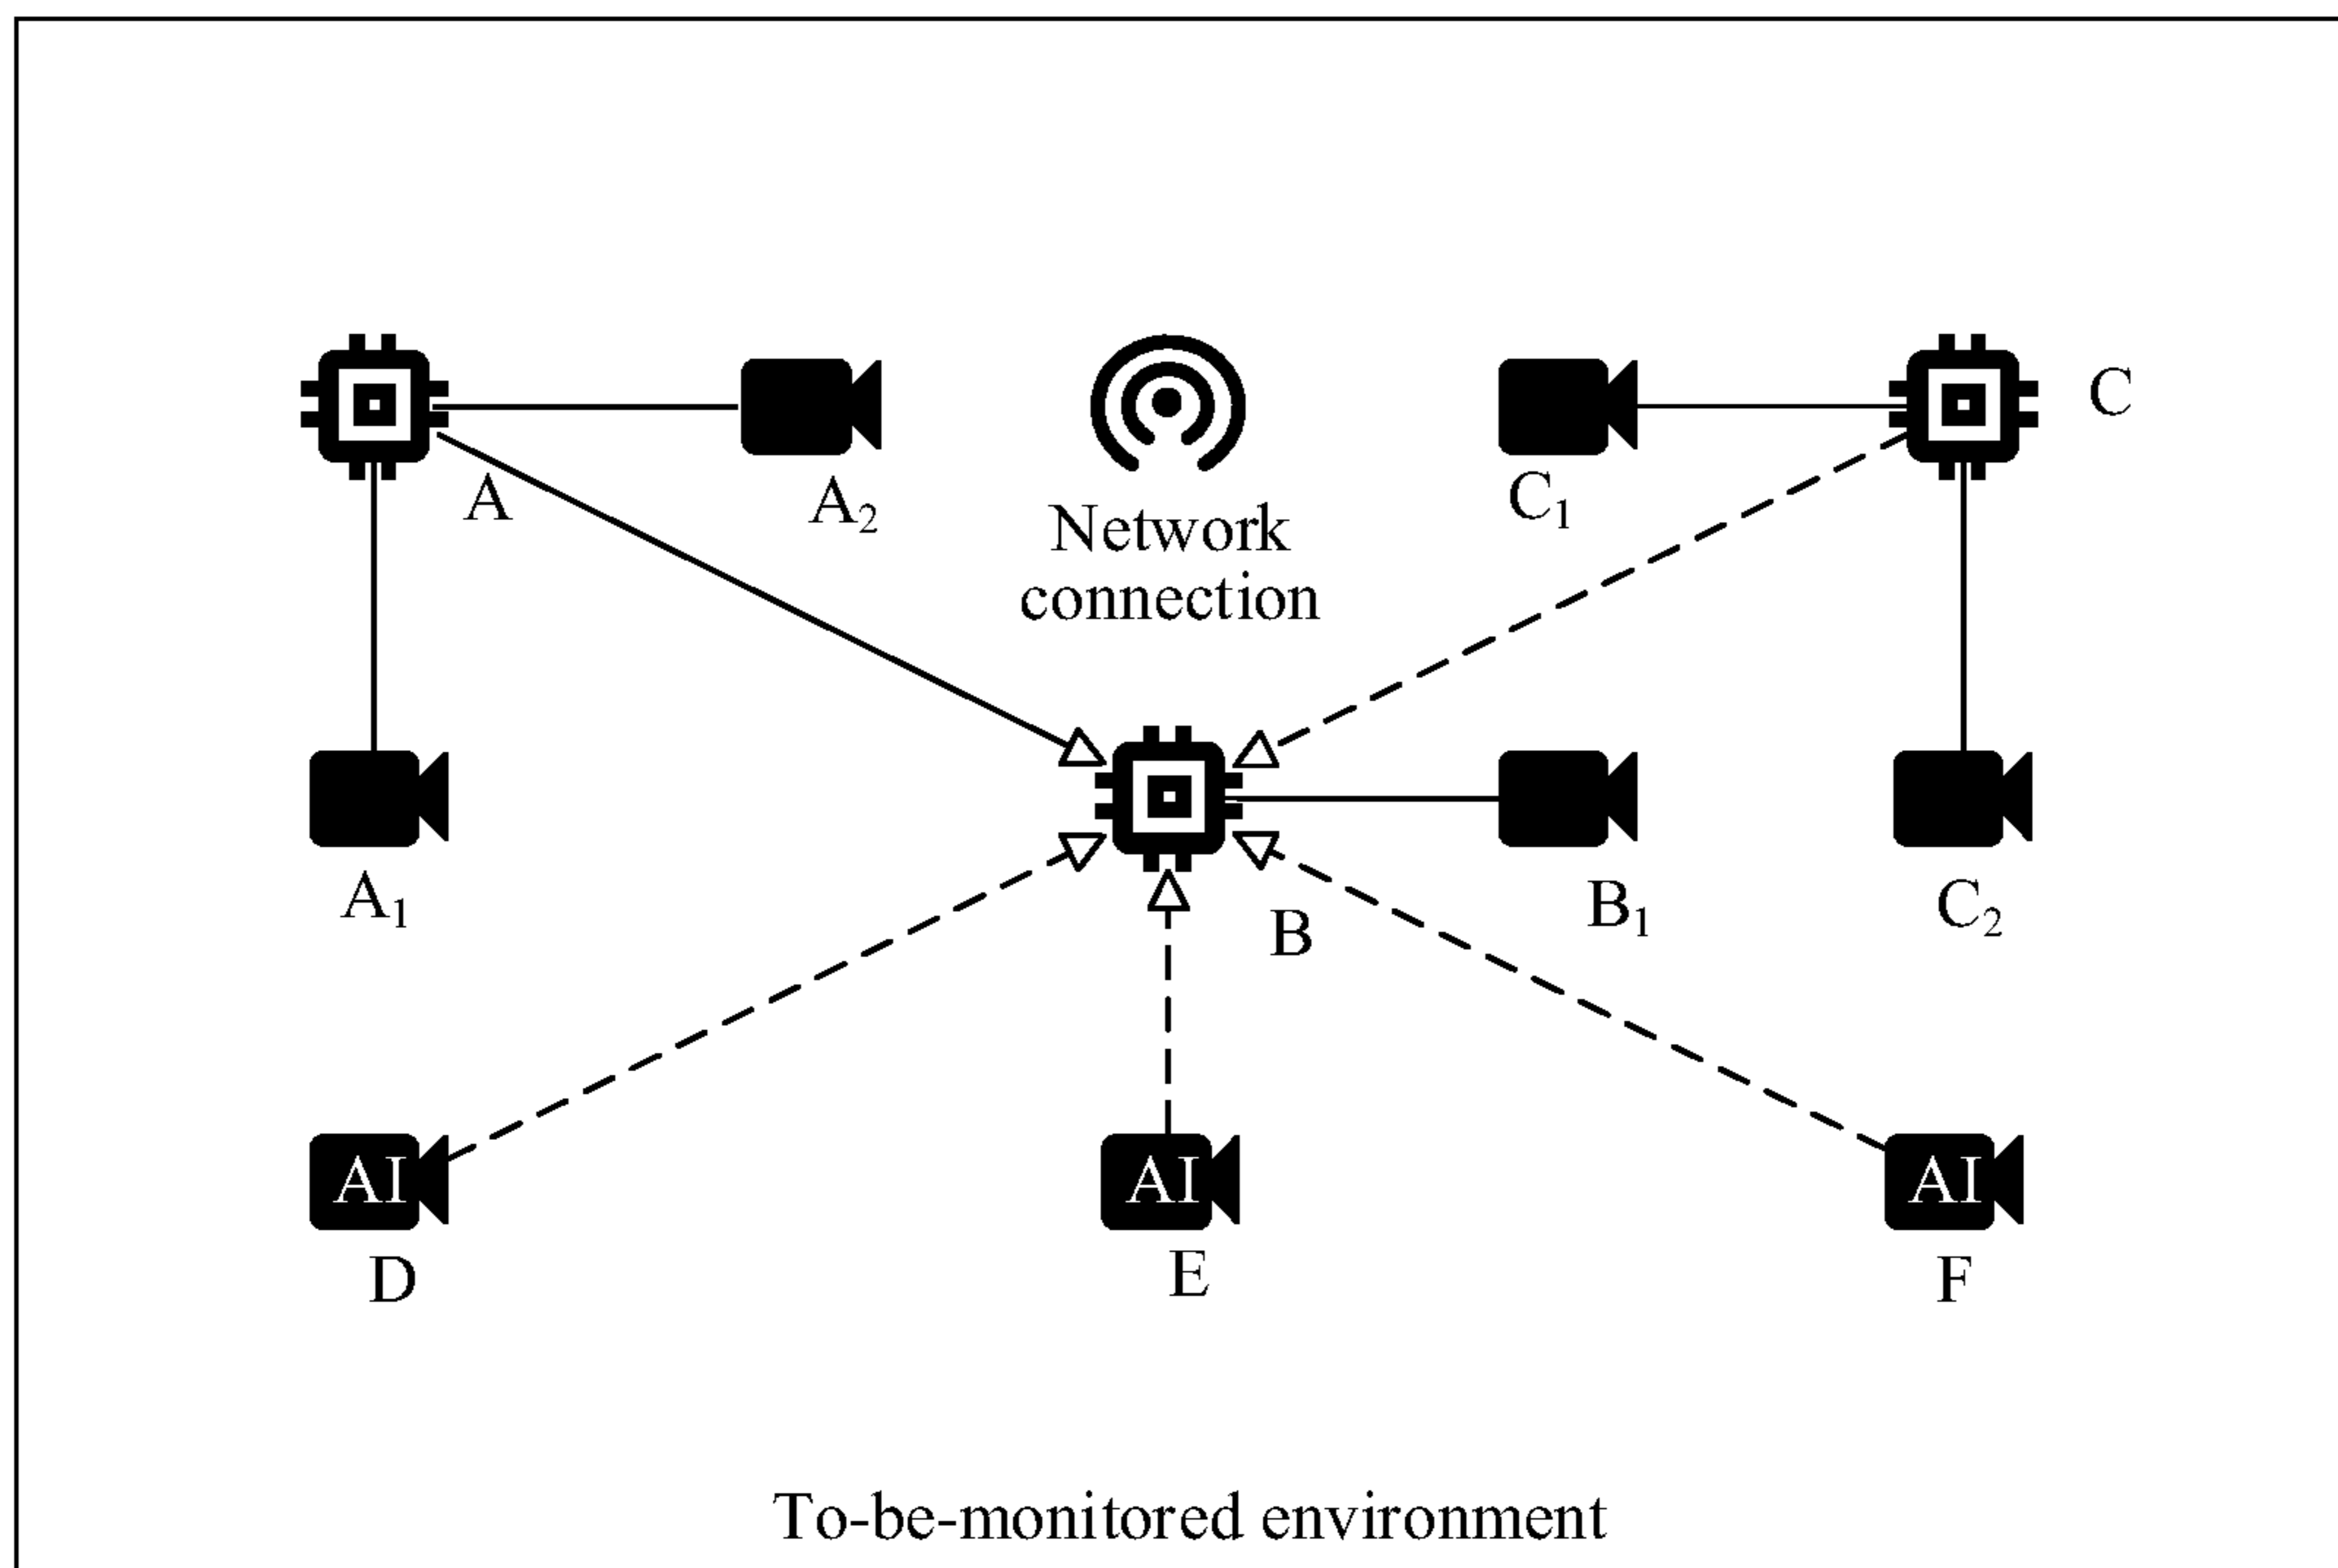 C
A
A₂
C₁
Network
connection
A₁
B
B₁
C₂
AI
AI
AI
D
E
F
To-be-monitored environment